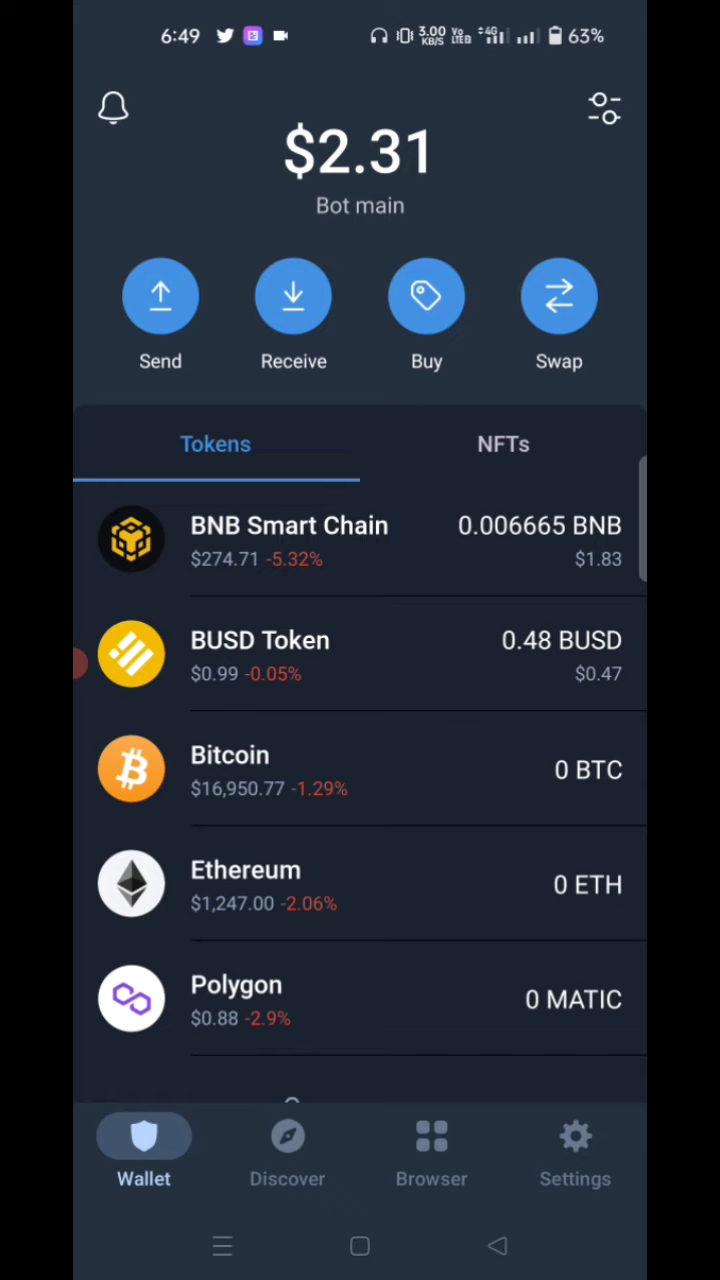 6:49 3.00 KB/S Vo LTE 4G 63%
$2.31
Bot main
Send Receive Buy Swap
Tokens NFTs
BNB Smart Chain 0.006665 BNB
$274.71 -5.32% $1.83
BUSD Token 0.48 BUSD
$0.99 -0.05% $0.47
Bitcoin 0 BTC
$16,950.77 -1.29%
Ethereum 0 ETH
$1,247.00 -2.06%
Polygon 0 MATIC
$0.88 -2.9%
Wallet Discover Browser Settings